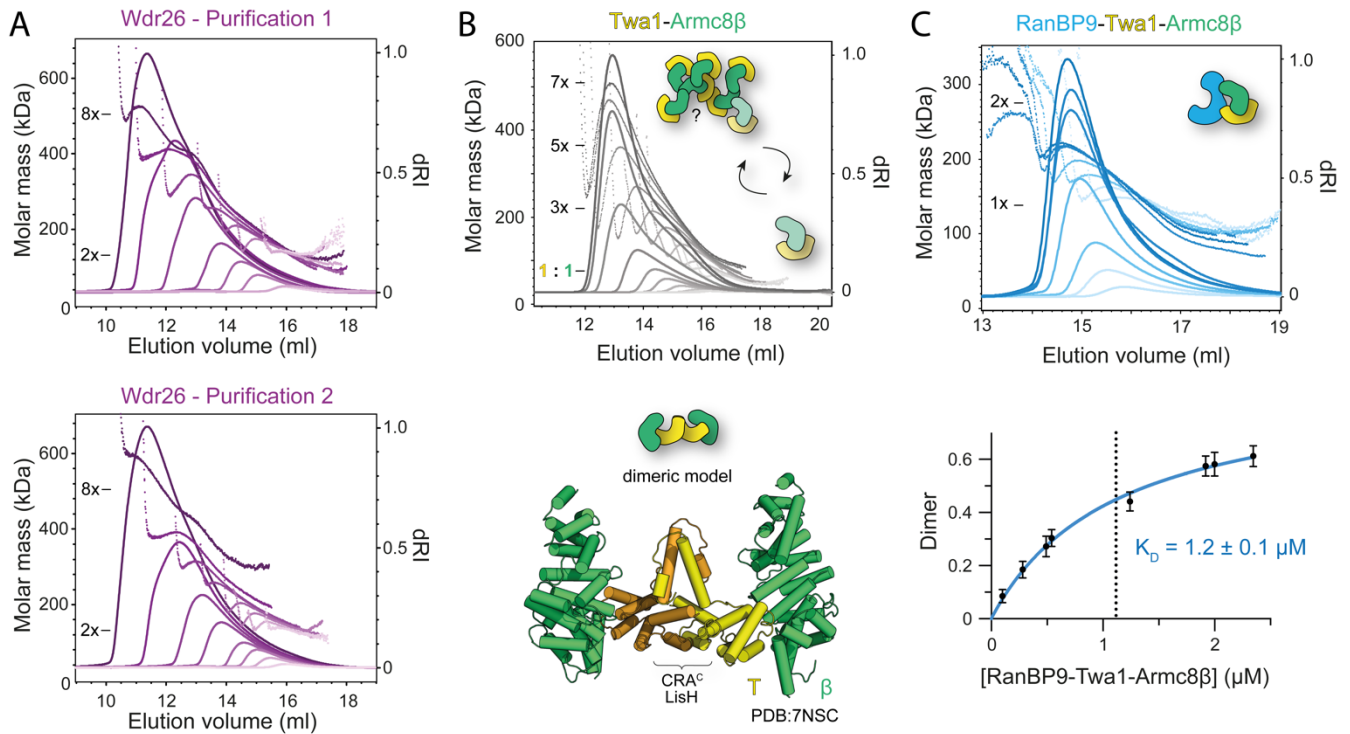 A
Wdr26 - Purification 1
Molar mass (kDa)
600
400
200
0
8x–
2x–
1.0
0.5
0
dRI
10 12 14 16 18
Elution volume (ml)
Wdr26 - Purification 2
Molar mass (kDa)
600
400
200
0
8x–
2x–
1.0
0.5
0
dRI
10 12 14 16 18
Elution volume (ml)
B
Twa1-Armc8β
Molar mass (kDa)
600
400
200
0
7x –
5x –
3x –
1 : 1 –
?
1.0
0.5
0
dRI
12 14 16 18 20
Elution volume (ml)
dimeric model
CRAᶜ
LisH
T
β
PDB:7NSC
C
RanBP9-Twa1-Armc8β
Molar mass (kDa)
300
250
200
150
100
50
0
2x –
1x –
1.0
0.5
0
dRI
13 15 17 19
Elution volume (ml)
Dimer
0.6
0.4
0.2
0
K_D = 1.2 ± 0.1 µM
0 1 2
[RanBP9-Twa1-Armc8β] (µM)